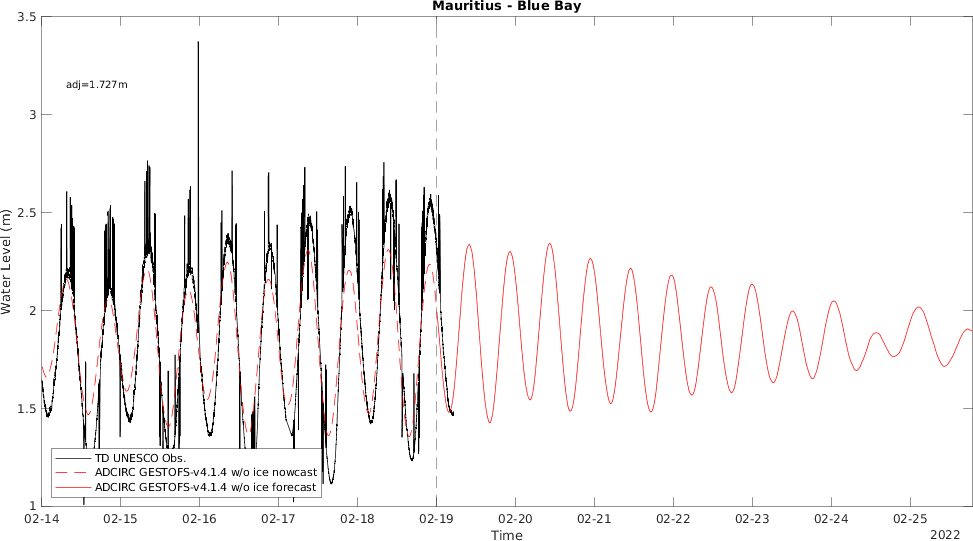 Mauritius - Blue Bay
3.5
adj=1.727m
3
2.5
Water Level (m)
2
1.5
TD UNESCO Obs.
ADCIRC GESTOFS-v4.1.4 w/o ice nowcast
ADCIRC GESTOFS-v4.1.4 w/o ice forecast
1
02-14 02-15 02-16 02-17 02-18 02-19 02-20 02-21 02-22 02-23 02-24 02-25
Time
2022